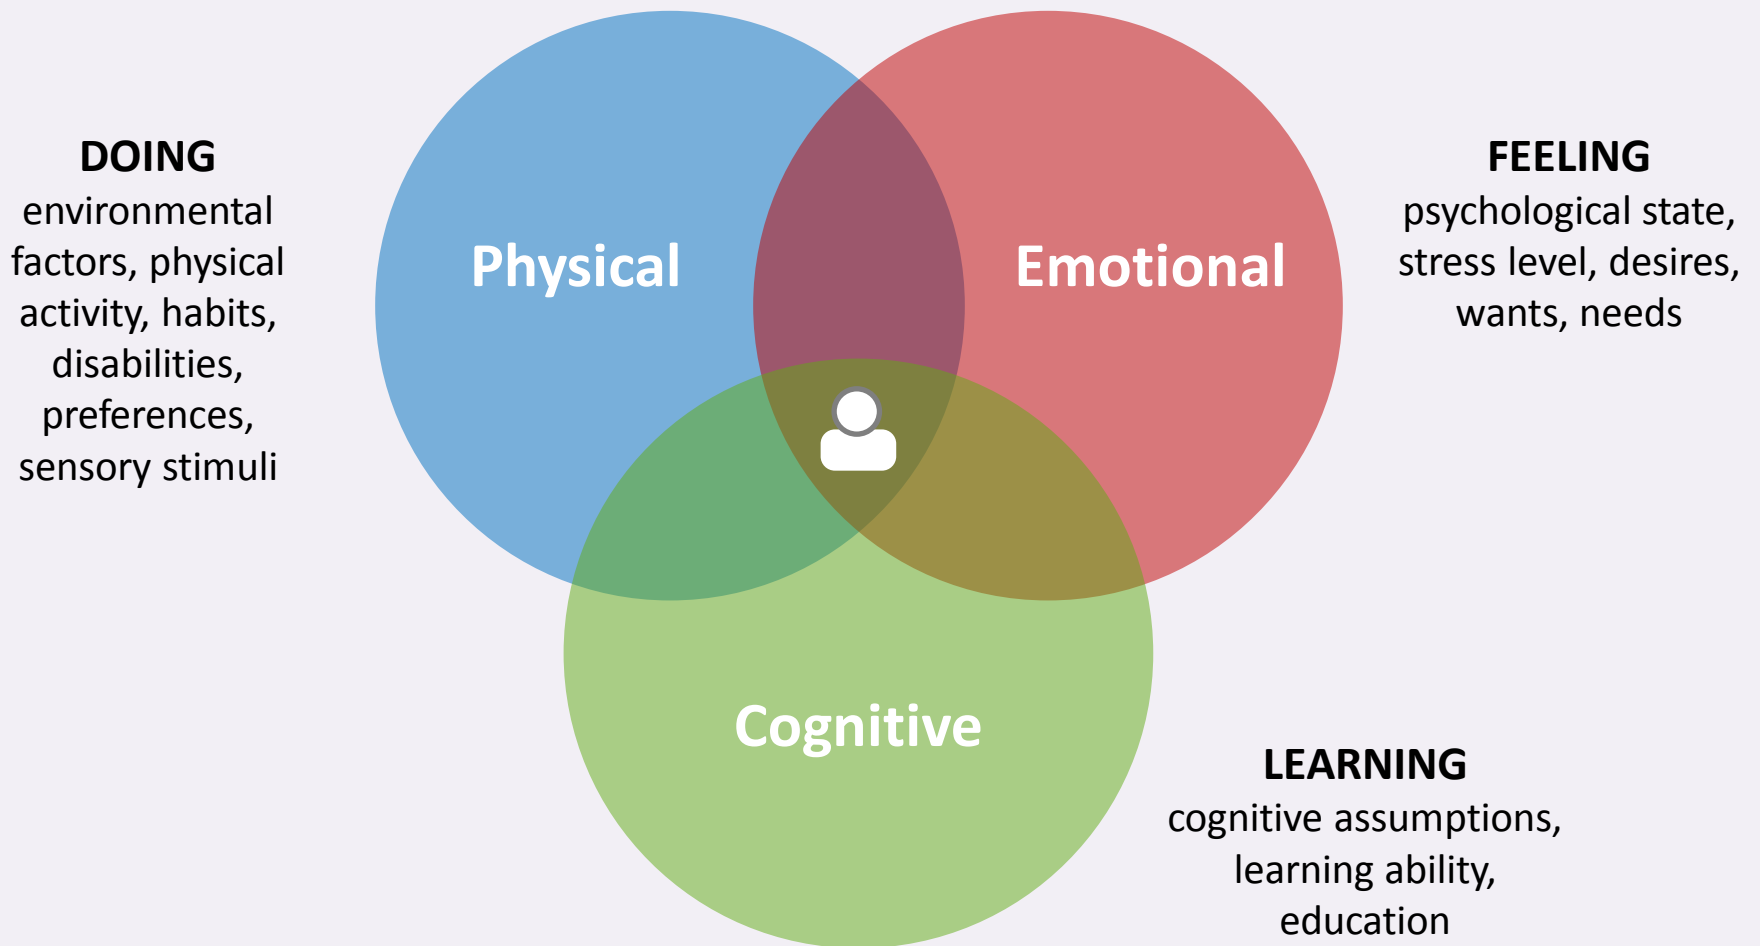 DOING
environmental
factors, physical
activity, habits,
disabilities,
preferences,
sensory stimuli
Physical
Emotional
FEELING
psychological state,
stress level, desires,
wants, needs
Cognitive
LEARNING
cognitive assumptions,
learning ability,
education